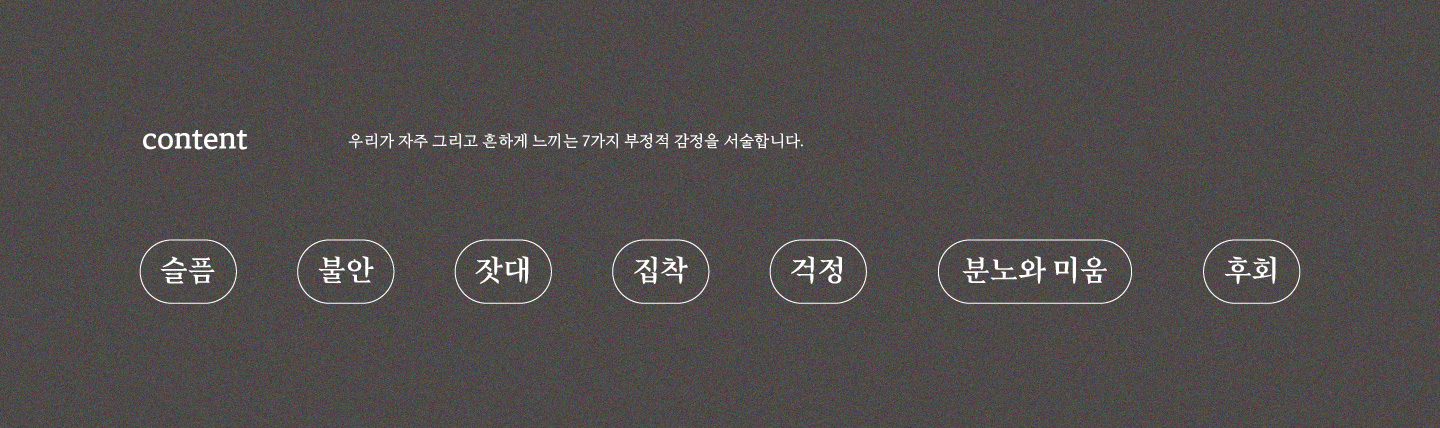 content 우리가 자주 그리고 흔하게 느끼는 7가지 부정적 감정을 서술합니다.
슬픔 불안 잣대 집착 걱정 분노와 미움 후회